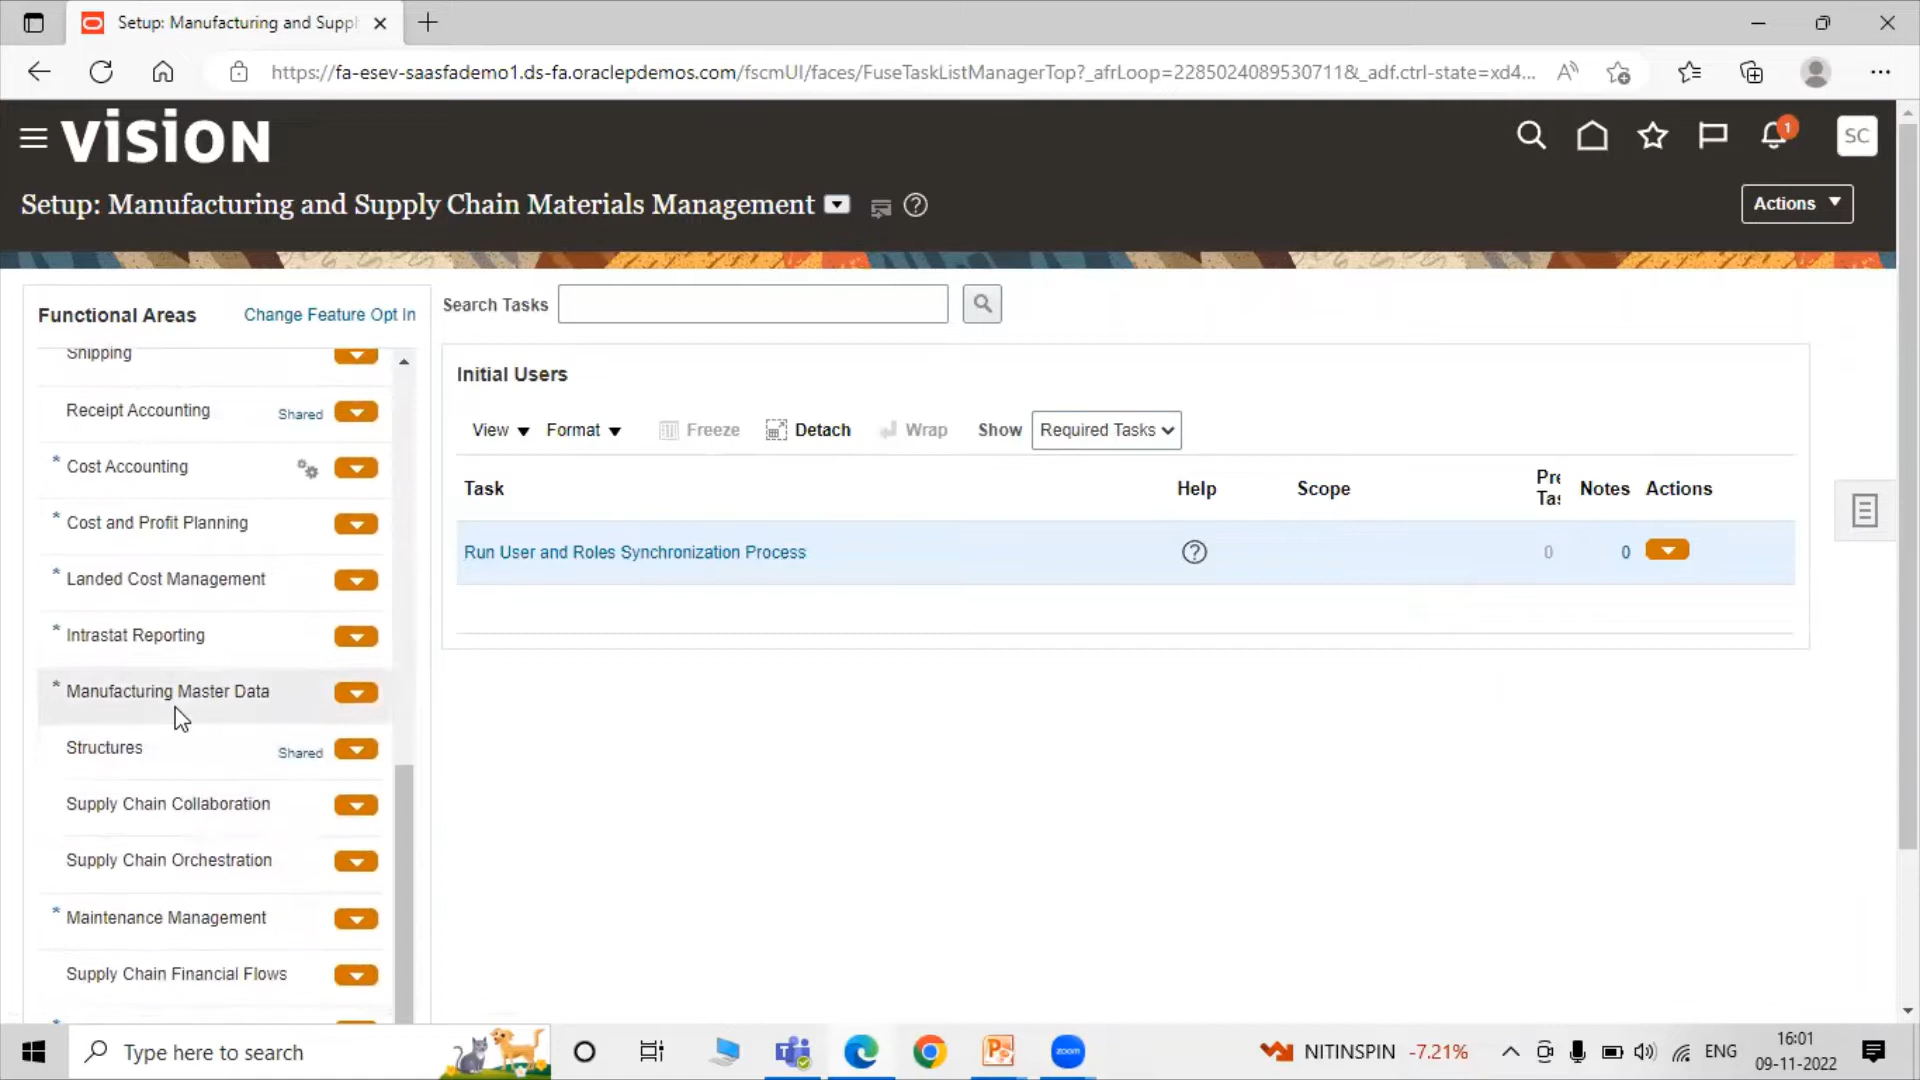 Setup: Manufacturing and Suppl
https://fa-esev-saasfademo1.ds-fa.oraclepdemos.com/fscmUI/faces/FuseTaskListManagerTop?_afrLoop=2285024089530711&_adf.ctrl-state=xd4...
VISION
1
SC
Setup: Manufacturing and Supply Chain Materials Management
Actions
Functional Areas
Change Feature Opt In
Shipping
Receipt Accounting Shared
* Cost Accounting
* Cost and Profit Planning
* Landed Cost Management
* Intrastat Reporting
* Manufacturing Master Data
Structures Shared
Supply Chain Collaboration
Supply Chain Orchestration
* Maintenance Management
Supply Chain Financial Flows
*
Search Tasks
Initial Users
View Format Freeze Detach Wrap Show Required Tasks
Task Help Scope Pre Tas Notes Actions
Run User and Roles Synchronization Process 0 0
Type here to search
zoom
NITINSPIN -7.21%
ENG
16:01
09-11-2022